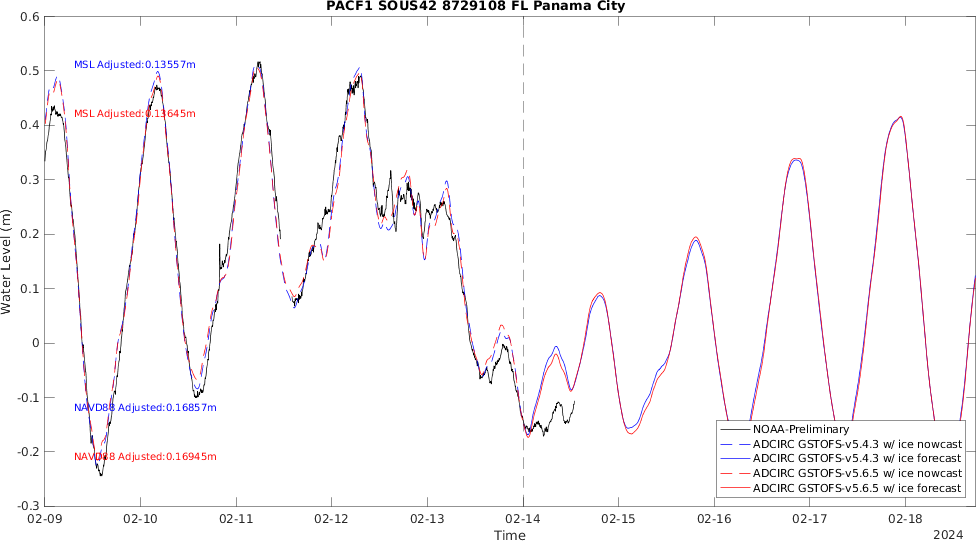 PACF1 SOUS42 8729108 FL Panama City
0.6
0.5
0.4
0.3
0.2
0.1
0
-0.1
-0.2
-0.3
Water Level (m)
MSL Adjusted:0.13557m
MSL Adjusted:0.13645m
NAVD88 Adjusted:0.16857m
NAVD88 Adjusted:0.16945m
NOAA-Preliminary
ADCIRC GSTOFS-v5.4.3 w/ ice nowcast
ADCIRC GSTOFS-v5.4.3 w/ ice forecast
ADCIRC GSTOFS-v5.6.5 w/ ice nowcast
ADCIRC GSTOFS-v5.6.5 w/ ice forecast
02-09 02-10 02-11 02-12 02-13 02-14 02-15 02-16 02-17 02-18
Time
2024